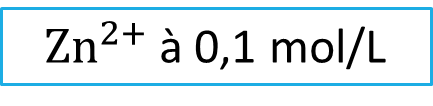 Zn²⁺ à 0,1 mol/L